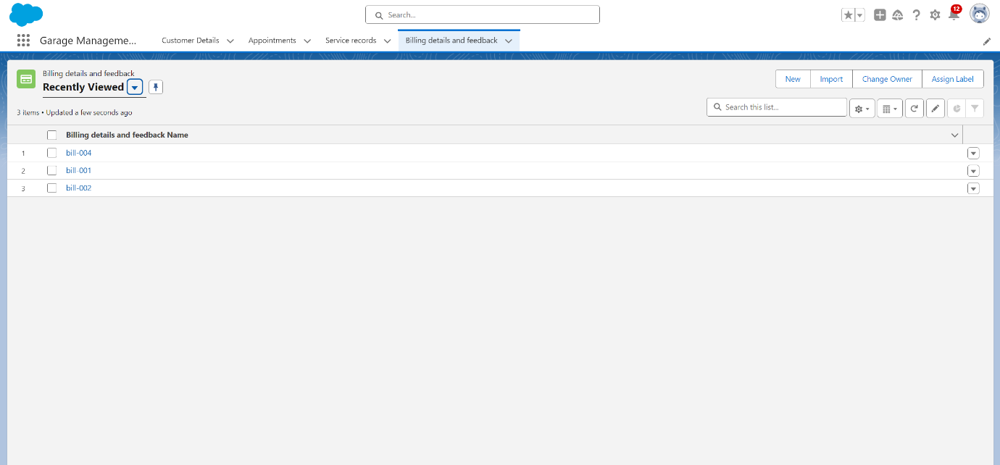 Search...
12
Garage Manageme...
Customer Details
Appointments
Service records
Billing details and feedback
Billing details and feedback
Recently Viewed
New
Import
Change Owner
Assign Label
3 items • Updated a few seconds ago
Search this list...
Billing details and feedback Name
1 bill-004
2 bill-001
3 bill-002